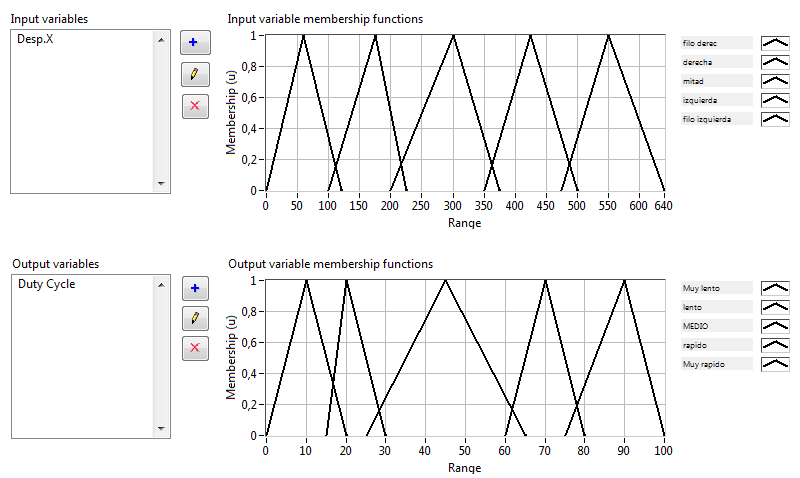 Input variables
Desp.X
Input variable membership functions
Membership (u)
1
0,8
0,6
0,4
0,2
0
0 50 100 150 200 250 300 350 400 450 500 550 600 640
Range
filo derec
derecha
mitad
izquierda
filo izquierda
Output variables
Duty Cycle
Output variable membership functions
Membership (u)
1
0,8
0,6
0,4
0,2
0
0 10 20 30 40 50 60 70 80 90 100
Range
Muy lento
lento
MEDIO
rapido
Muy rapido